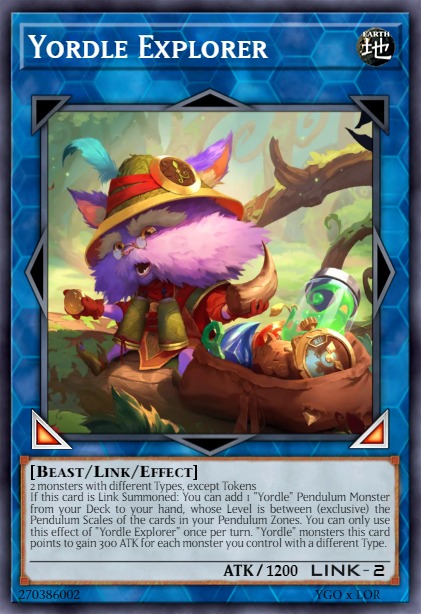 Yordle Explorer
EARTH
地
[Beast/Link/Effect]
2 monsters with different Types, except Tokens
If this card is Link Summoned: You can add 1 "Yordle" Pendulum Monster
from your Deck to your hand, whose Level is between (exclusive) the
Pendulum Scales of the cards in your Pendulum Zones. You can only use
this effect of "Yordle Explorer" once per turn. "Yordle" monsters this card
points to gain 300 ATK for each monster you control with a different Type.
ATK / 1200 LINK-2
270386002 YGO x LOR